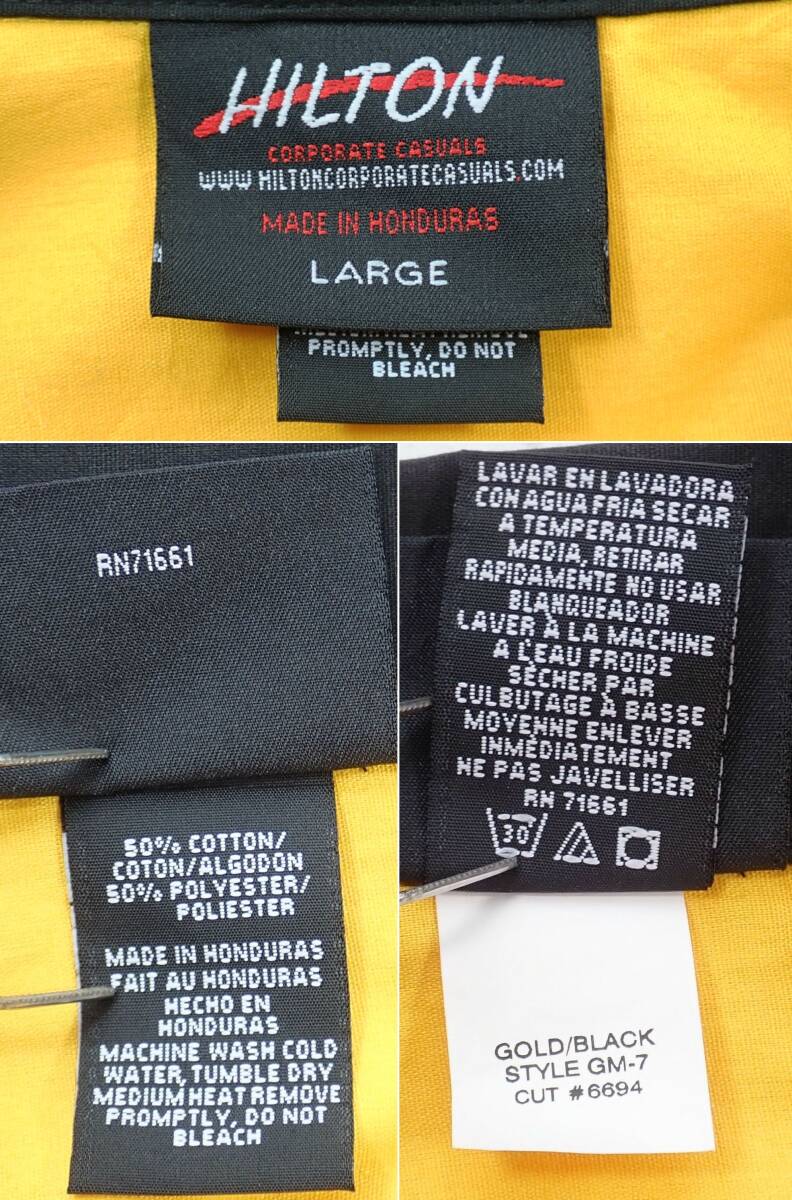 HILTON
CORPORATE CASUALS
WWW.HILTONCORPORATECASUALS.COM
MADE IN HONDURAS
LARGE
PROMPTLY, DO NOT
BLEACH
RN71661
50% COTTON/
COTON/ALGODON
50% POLYESTER/
POLIESTER
MADE IN HONDURAS
FAIT AU HONDURAS
HECHO EN
HONDURAS
MACHINE WASH COLD
WATER, TUMBLE DRY
MEDIUM HEAT REMOVE
PROMPTLY, DO NOT
BLEACH
LAVAR EN LAVADORA
CON AGUA FRIA SECAR
A TEMPERATURA
MEDIA, RETIRAR
RAPIDAMENTE NO USAR
BLANQUEADOR
LAVER À LA MACHINE
A L'EAU FROIDE
SÉCHER PAR
CULBUTAGE À BASSE
MOYENNE ENLEVER
INMÉDIATEMENT
NE PAS JAVELLISER
RN 71661
30
GOLD/BLACK
STYLE GM-7
CUT #6694